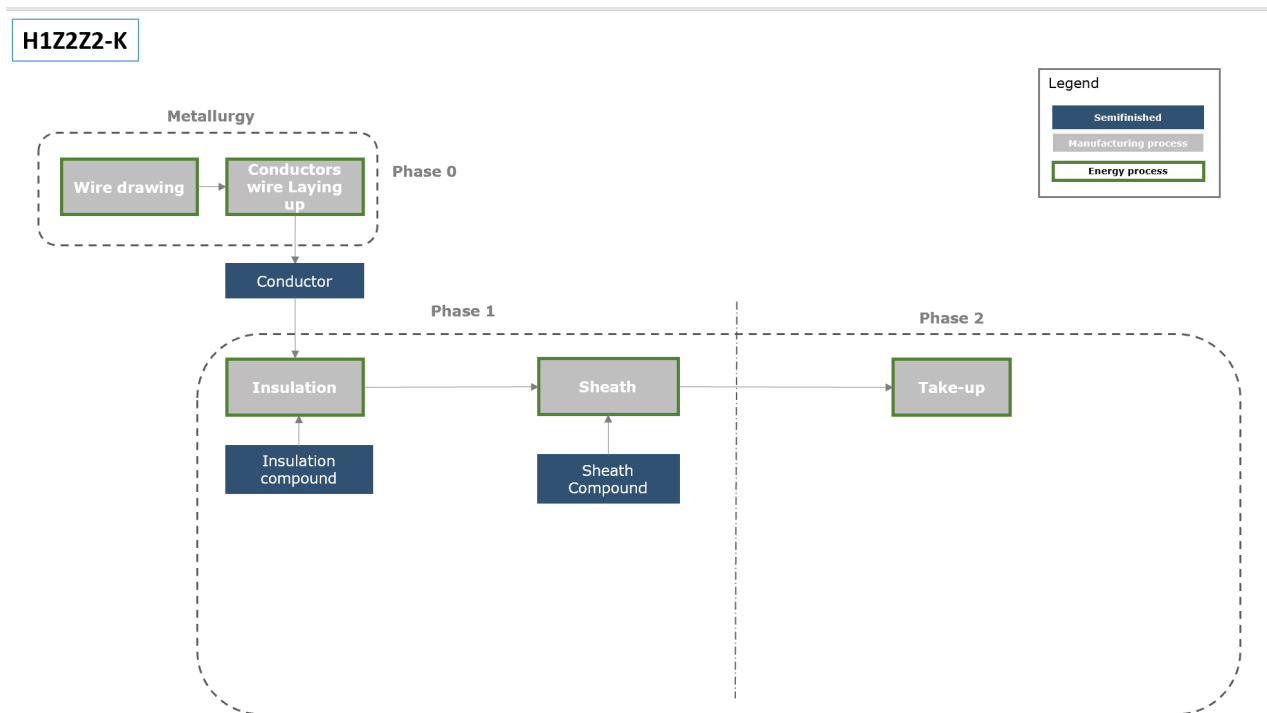 H1Z2Z2-K
Legend
Semifinished
Manufacturing process
Energy process
Metallurgy
Phase 0
Wire drawing
Conductors
wire Laying
up
Conductor
Phase 1
Phase 2
Insulation
Sheath
Take-up
Insulation
compound
Sheath
Compound